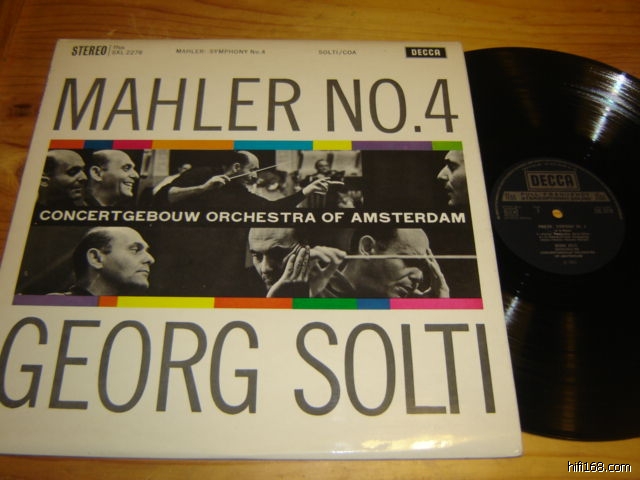 STEREO SXL 2276 MAHLER: SYMPHONY No.4 SOLTI/COA DECCA
MAHLER NO.4
CONCERTGEBOUW ORCHESTRA OF AMSTERDAM
GEORG SOLTI
DECCA
hifi168.com